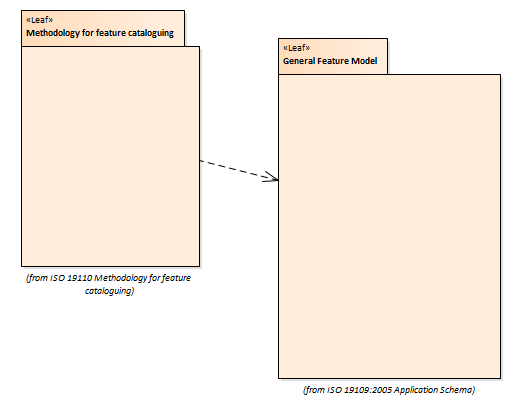 «Leaf»
Methodology for feature cataloguing
«Leaf»
General Feature Model
(from ISO 19110 Methodology for feature
cataloguing)
(from ISO 19109:2005 Application Schema)